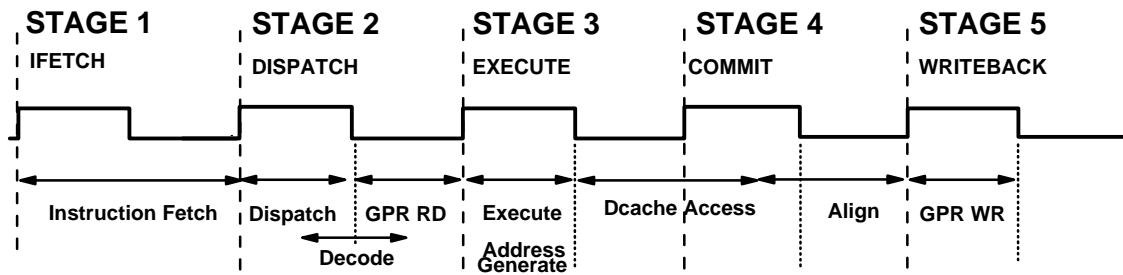 STAGE 1 STAGE 2 STAGE 3 STAGE 4 STAGE 5
IFETCH DISPATCH EXECUTE COMMIT WRITEBACK
Instruction Fetch Dispatch GPR RD Execute Dcache Access Align GPR WR
Decode Address
Generate